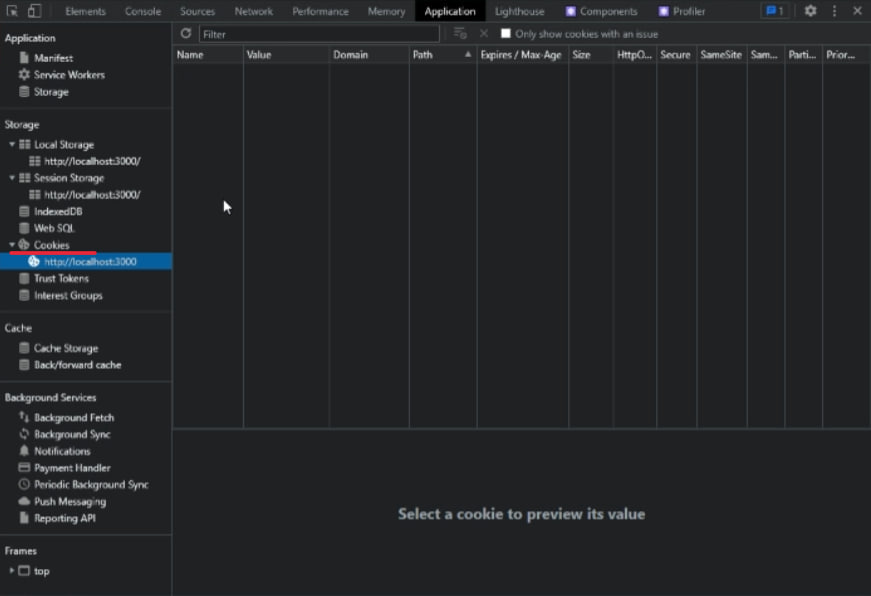 Elements Console Sources Network Performance Memory Application Lighthouse Components Profiler 1
Application
Manifest
Service Workers
Storage
Filter
Only show cookies with an issue
Name Value Domain Path Expires / Max-Age Size HttpO... Secure SameSite Sam... Parti... Prior...
Storage
Local Storage
http://localhost:3000/
Session Storage
http://localhost:3000/
IndexedDB
Web SQL
Cookies
http://localhost:3000
Trust Tokens
Interest Groups
Cache
Cache Storage
Back/forward cache
Background Services
Background Fetch
Background Sync
Notifications
Payment Handler
Periodic Background Sync
Push Messaging
Reporting API
Frames
top
Select a cookie to preview its value